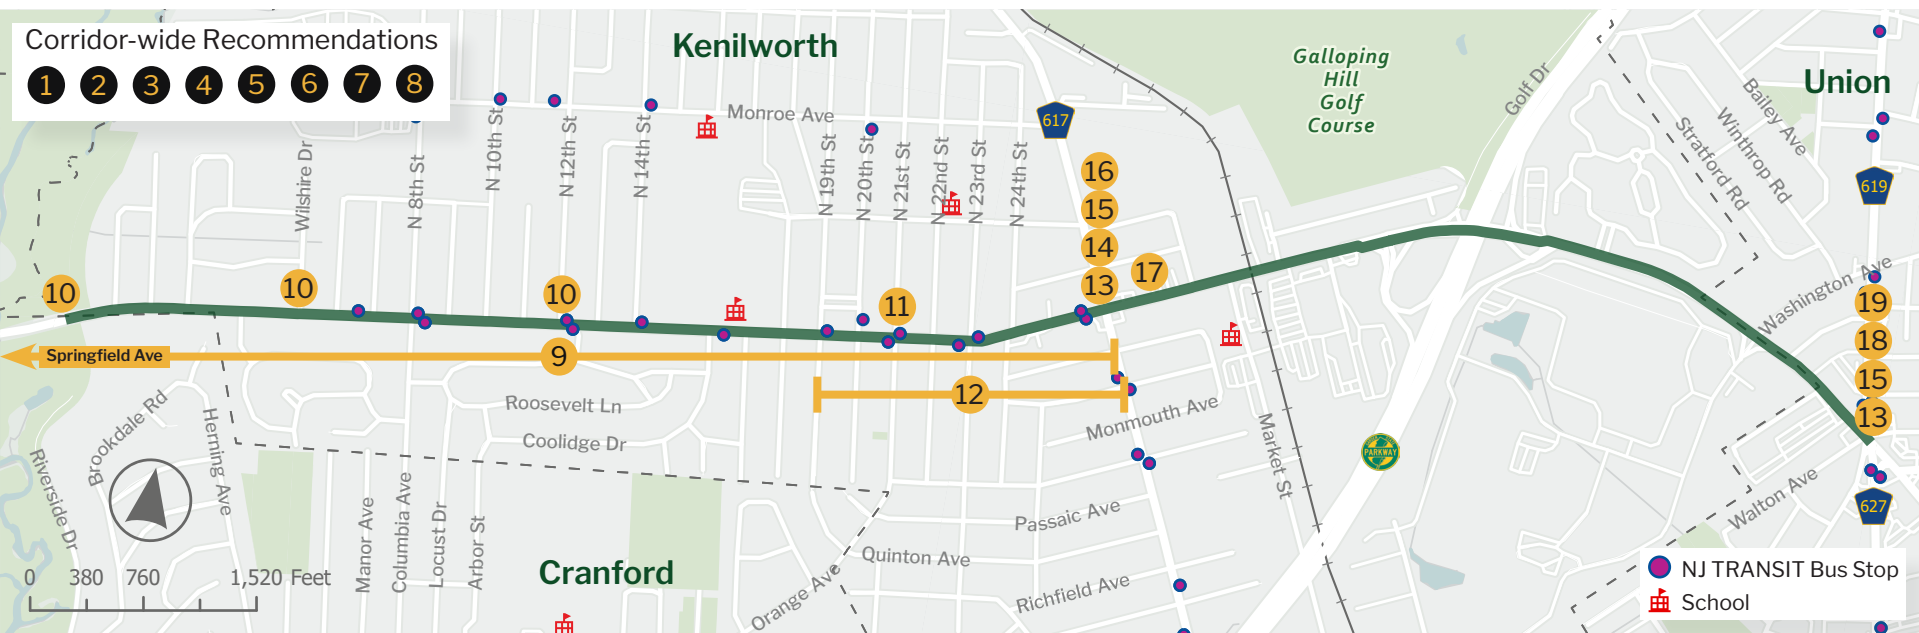 Corridor-wide Recommendations
1 2 3 4 5 6 7 8
Kenilworth
Galloping
Hill
Golf
Course
Union
Golf Dr
Bailey Ave
Winthrop Rd
Stratford Rd
Monroe Ave
617
619
Wilshire Dr
N 8th St
N 10th St
N 12th St
N 14th St
N 19th St
N 20th St
N 21st St
N 22nd St
N 23rd St
N 24th St
16
15
14
13
17
10
10
10
11
Washington Ave
19
18
15
13
Springfield Ave
9
12
Roosevelt Ln
Coolidge Dr
Monmouth Ave
Market St
PARKWAY
Brookdale Rd
Herning Ave
Riverside Dr
Manor Ave
Columbia Ave
Locust Dr
Arbor St
Passaic Ave
Quinton Ave
Orange Ave
Richfield Ave
Walton Ave
627
Cranford
0 380 760 1,520 Feet
NJ TRANSIT Bus Stop
School